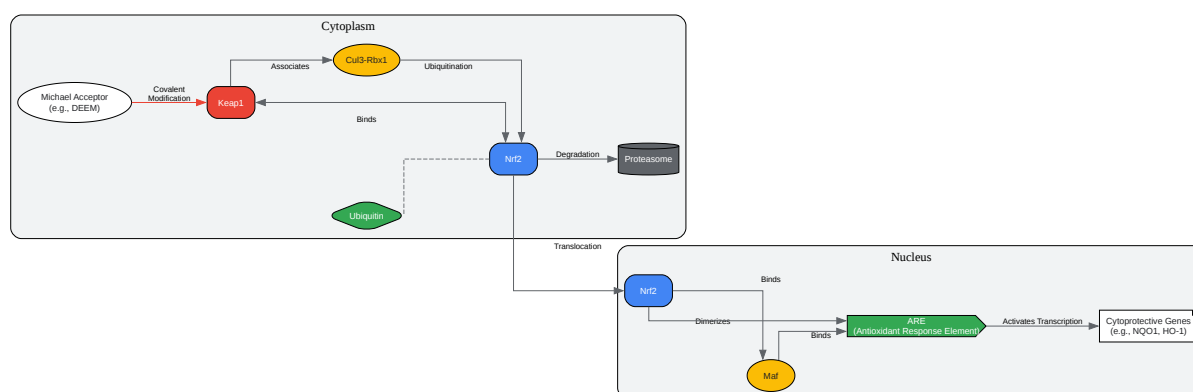 Cytoplasm
Cul3-Rbx1
Associates
Ubiquitination
Covalent
Modification
Michael Acceptor
(e.g., DEEM)
Keap1
Binds
Nrf2
Degradation
Proteasome
Ubiquitin
Translocation
Nucleus
Nrf2
Binds
Dimerizes
ARE
(Antioxidant Response Element)
Activates Transcription
Cytoprotective Genes
(e.g., NQO1, HO-1)
Binds
Maf